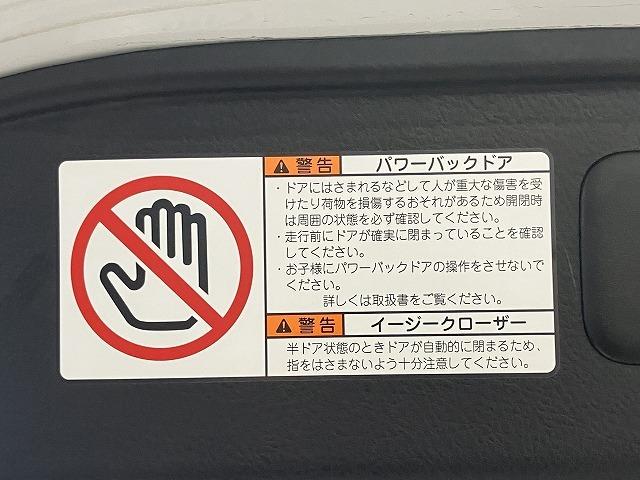 警告 パワーバックドア
・ドアにはさまれるなどして人が重大な傷害を受
けたり荷物を損傷するおそれがあるため開閉時
は周囲の状態を必ず確認してください。
・走行前にドアが確実に閉まっていることを確認
してください。
・お子様にパワーバックドアの操作をさせないで
ください。
詳しくは取扱書をご覧ください。
警告 イージークローザー
半ドア状態のときドアが自動的に閉まるため、
指をはさまないよう十分注意してください。